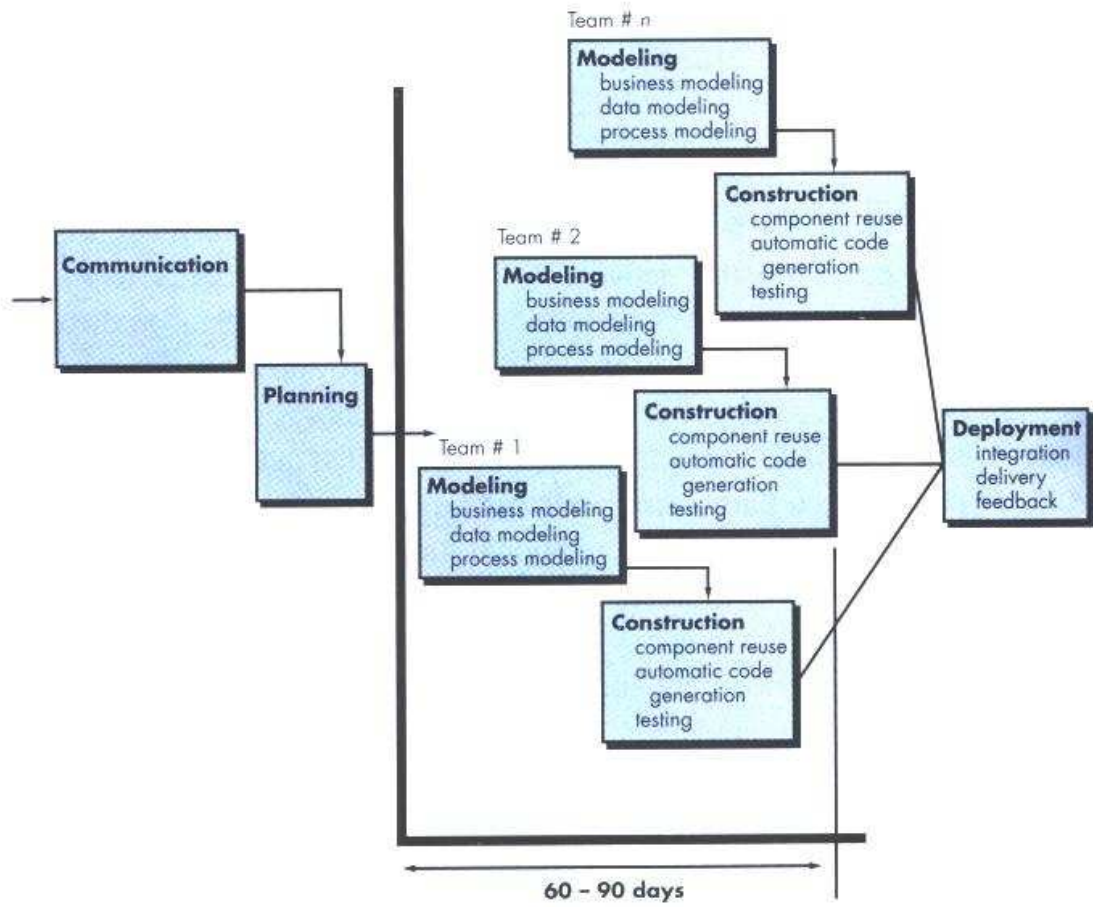 Team # n
Modeling
business modeling
data modeling
process modeling
Construction
component reuse
automatic code
generation
testing
Team # 2
Modeling
business modeling
data modeling
process modeling
Construction
component reuse
automatic code
generation
testing
Communication
Planning
Team # 1
Modeling
business modeling
data modeling
process modeling
Construction
component reuse
automatic code
generation
testing
Deployment
integration
delivery
feedback
60 – 90 days